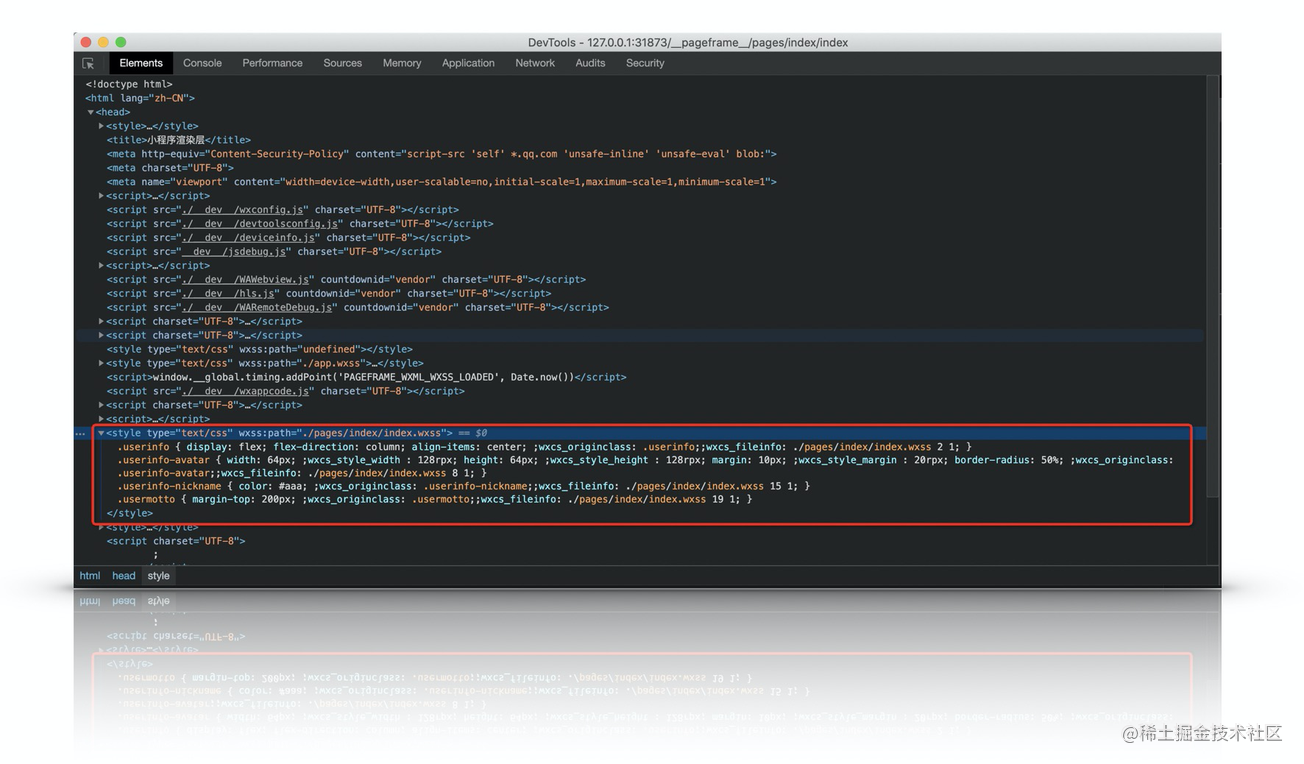 DevTools - 127.0.0.1:31873/__pageframe__/pages/index/index
Elements Console Performance Sources Memory Application Network Audits Security
<!doctype html>
<html lang="zh-CN">
▼<head>
▶<style>…</style>
<title>小程序渲染层</title>
<meta http-equiv="Content-Security-Policy" content="script-src 'self' *.qq.com 'unsafe-inline' 'unsafe-eval' blob:">
<meta charset="UTF-8">
<meta name="viewport" content="width=device-width,user-scalable=no,initial-scale=1,maximum-scale=1,minimum-scale=1">
▶<script>…</script>
<script src="./__dev__/wxconfig.js" charset="UTF-8"></script>
<script src="./__dev__/devtoolsconfig.js" charset="UTF-8"></script>
<script src="./__dev__/deviceinfo.js" charset="UTF-8"></script>
<script src="__dev__/jsdebug.js" charset="UTF-8"></script>
▶<script>…</script>
<script src="./__dev__/WAWebview.js" countdownid="vendor" charset="UTF-8"></script>
<script src="./__dev__/hls.js" countdownid="vendor" charset="UTF-8"></script>
<script src="./__dev__/WARemoteDebug.js" countdownid="vendor" charset="UTF-8"></script>
▶<script charset="UTF-8">…</script>
▶<script charset="UTF-8">…</script>
<style type="text/css" wxss:path="undefined"></style>
▶<style type="text/css" wxss:path="./app.wxss">…</style>
<script>window.__global.timing.addPoint('PAGEFRAME_WXML_WXSS_LOADED', Date.now())</script>
<script src="./__dev__/wxappcode.js" charset="UTF-8"></script>
▶<script charset="UTF-8">…</script>
▶<script>…</script>
… ▼<style type="text/css" wxss:path="./pages/index/index.wxss"> == $0
.userinfo { display: flex; flex-direction: column; align-items: center; ;wxcs_originclass: .userinfo;;wxcs_fileinfo: ./pages/index/index.wxss 2 1; }
.userinfo-avatar { width: 64px; ;wxcs_style_width : 128rpx; height: 64px; ;wxcs_style_height : 128rpx; margin: 10px; ;wxcs_style_margin : 20rpx; border-radius: 50%; ;wxcs_originclass:
.userinfo-avatar;;wxcs_fileinfo: ./pages/index/index.wxss 8 1; }
.userinfo-nickname { color: #aaa; ;wxcs_originclass: .userinfo-nickname;;wxcs_fileinfo: ./pages/index/index.wxss 15 1; }
.usermotto { margin-top: 200px; ;wxcs_originclass: .usermotto;;wxcs_fileinfo: ./pages/index/index.wxss 19 1; }
</style>
▶<style>…</style>
<script charset="UTF-8">
;
html head style
@稀土掘金技术社区